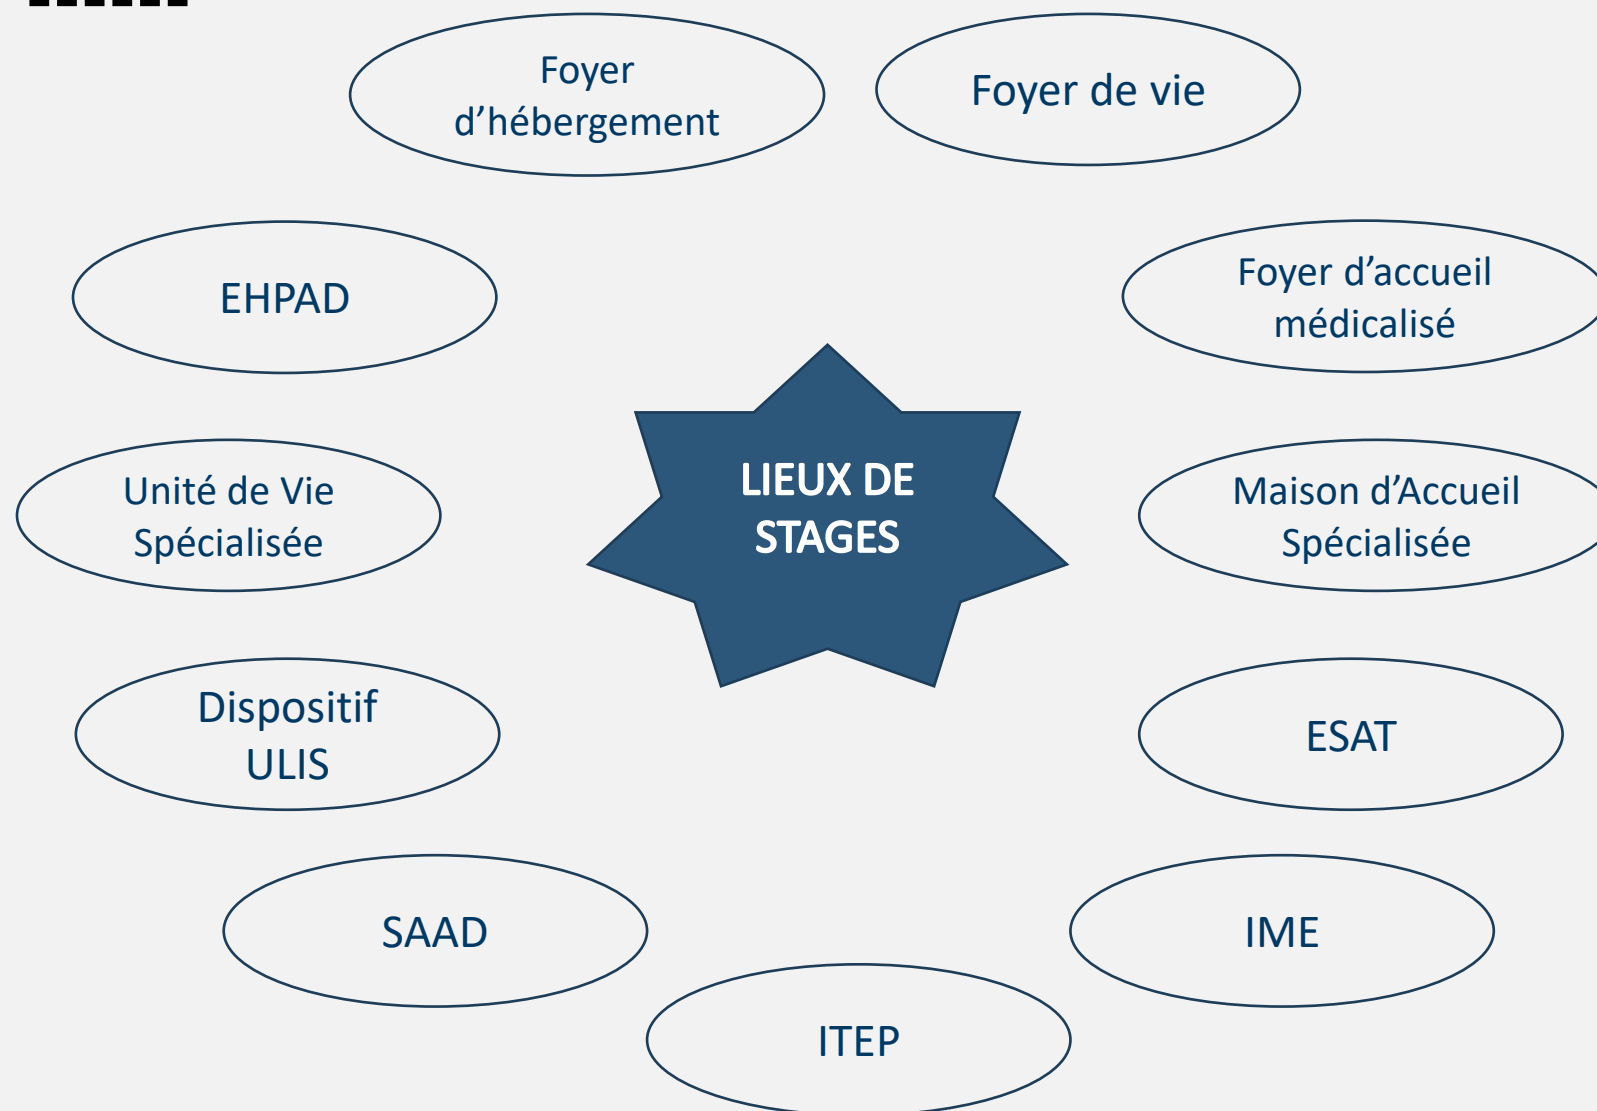 Foyer
d’hébergement
Foyer de vie
EHPAD
Foyer d’accueil
médicalisé
LIEUX DE
STAGES
Unité de Vie
Spécialisée
Maison d’Accueil
Spécialisée
Dispositif
ULIS
ESAT
SAAD
IME
ITEP